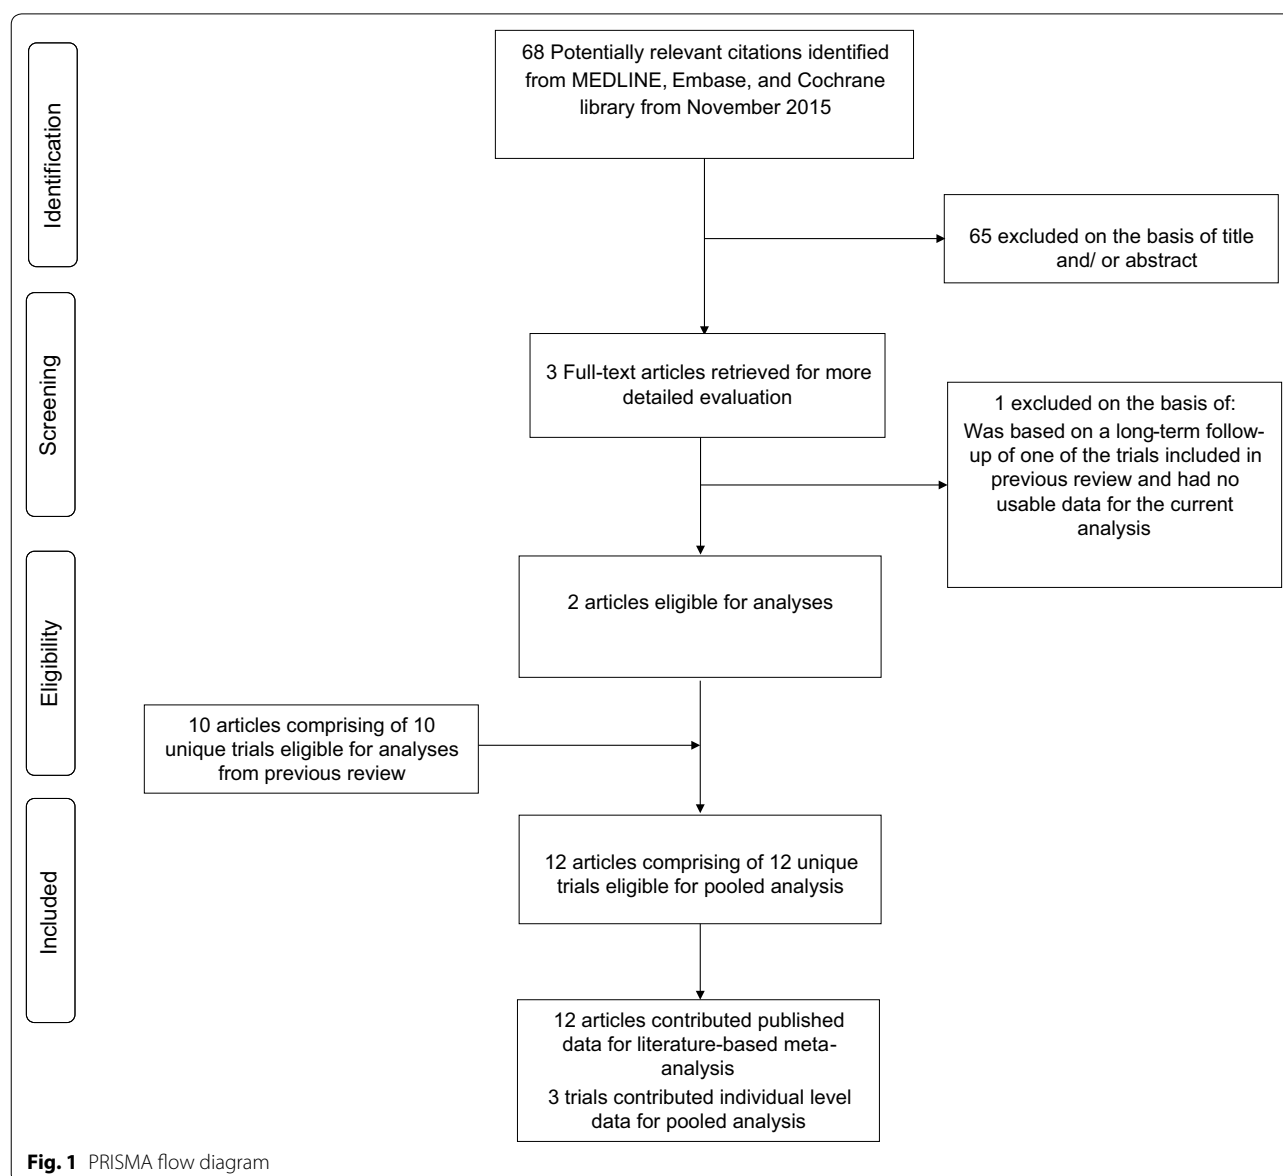 68 Potentially relevant citations identified
from MEDLINE, Embase, and Cochrane
library from November 2015
Identification
65 excluded on the basis of title
and/ or abstract
Screening
3 Full-text articles retrieved for more
detailed evaluation
1 excluded on the basis of:
Was based on a long-term follow-
up of one of the trials included in
previous review and had no
usable data for the current
analysis
Eligibility
2 articles eligible for analyses
10 articles comprising of 10
unique trials eligible for analyses
from previous review
Included
12 articles comprising of 12 unique
trials eligible for pooled analysis
12 articles contributed published
data for literature-based meta-
analysis
3 trials contributed individual level
data for pooled analysis
Fig. 1 PRISMA flow diagram